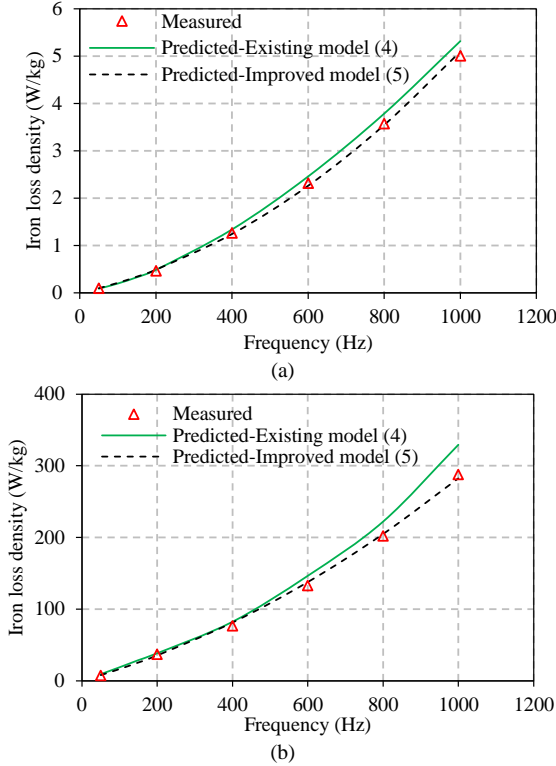 6
5
4
3
2
1
0
Iron loss density (W/kg)
Measured
Predicted-Existing model (4)
Predicted-Improved model (5)
0 200 400 600 800 1000 1200
Frequency (Hz)
(a)
400
300
200
100
0
Iron loss density (W/kg)
Measured
Predicted-Existing model (4)
Predicted-Improved model (5)
0 200 400 600 800 1000 1200
Frequency (Hz)
(b)